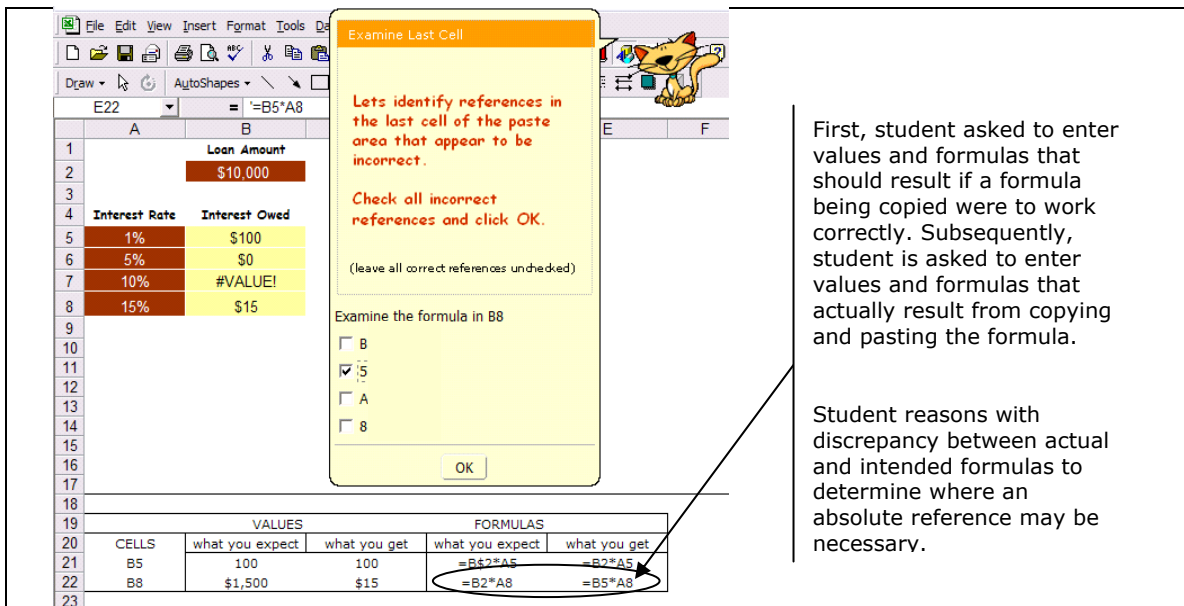 File Edit View Insert Format Tools Da
Draw AutoShapes
E22 = '=B5*A8
A B E F
1 Loan Amount
2 $10,000
3
4 Interest Rate Interest Owed
5 1% $100
6 5% $0
7 10% #VALUE!
8 15% $15
9
10
11
12
13
14
15
16
17
18
19 VALUES FORMULAS
20 CELLS what you expect what you get what you expect what you get
21 B5 100 100 =B$2*A5 =B2*A5
22 B8 $1,500 $15 =B2*A8 =B5*A8
23
Examine Last Cell
Lets identify references in
the last cell of the paste
area that appear to be
incorrect.
Check all incorrect
references and click OK.
(leave all correct references unchecked)
Examine the formula in B8
B
5
A
8
OK
First, student asked to enter
values and formulas that
should result if a formula
being copied were to work
correctly. Subsequently,
student is asked to enter
values and formulas that
actually result from copying
and pasting the formula.
Student reasons with
discrepancy between actual
and intended formulas to
determine where an
absolute reference may be
necessary.